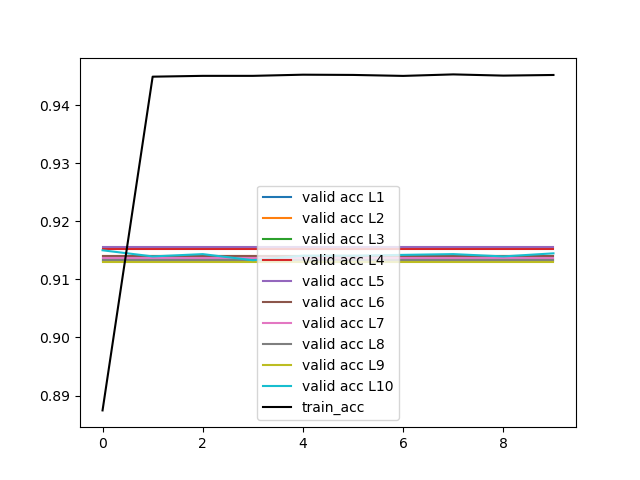 0.94
0.93
0.92
0.91
0.90
0.89
valid acc L1
valid acc L2
valid acc L3
valid acc L4
valid acc L5
valid acc L6
valid acc L7
valid acc L8
valid acc L9
valid acc L10
train_acc
0 2 4 6 8